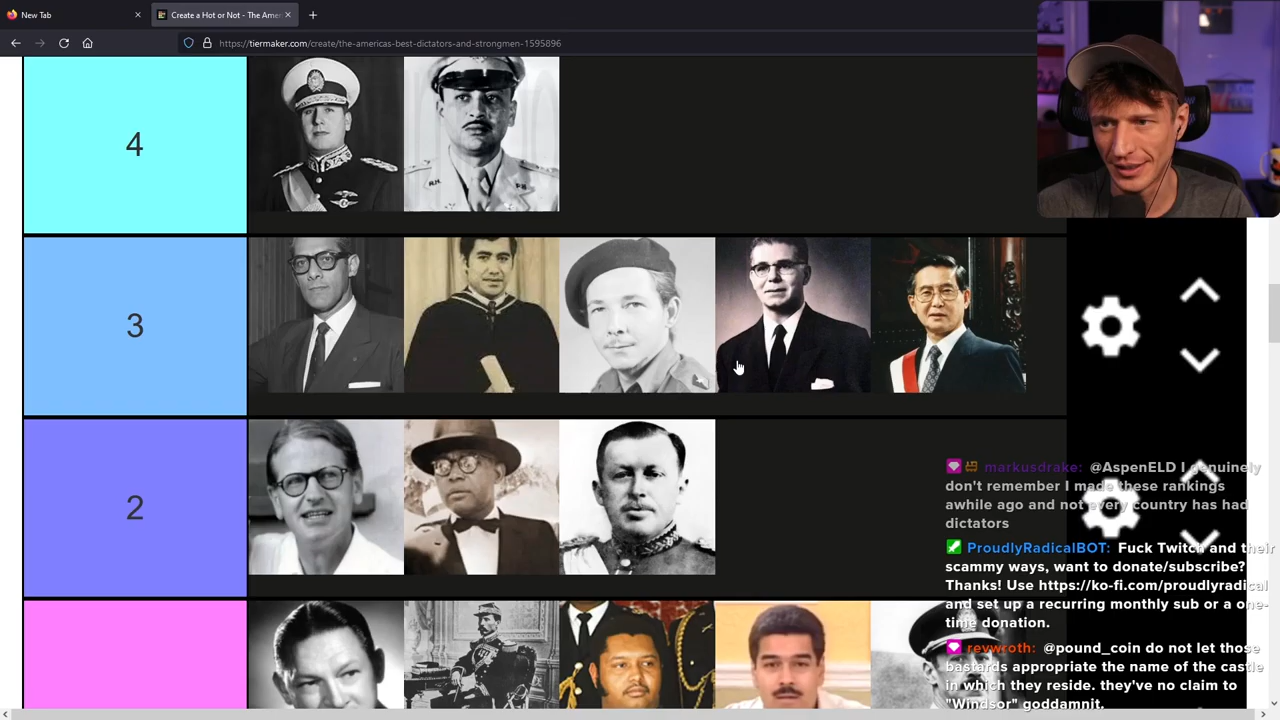 New Tab
Create a Hot or Not - The Ame
https://tiermaker.com/create/the-americas-best-dictators-and-strongmen-1595896
4
3
2
markusdrake: @AspenELD I genuinely
don't remember I made these rankings
awhile ago and not every country has had
dictators
ProudlyRadicalBOT: Fuck Twitch and their
scammy ways, want to donate/subscribe?
Thanks! Use https://ko-fi.com/proudlyradical
and set up a recurring monthly sub or a one-
time donation.
revwroth: @pound_coin do not let those
bastards appropriate the name of the castle
in which they reside. they've no claim to
"Windsor" goddamnit.